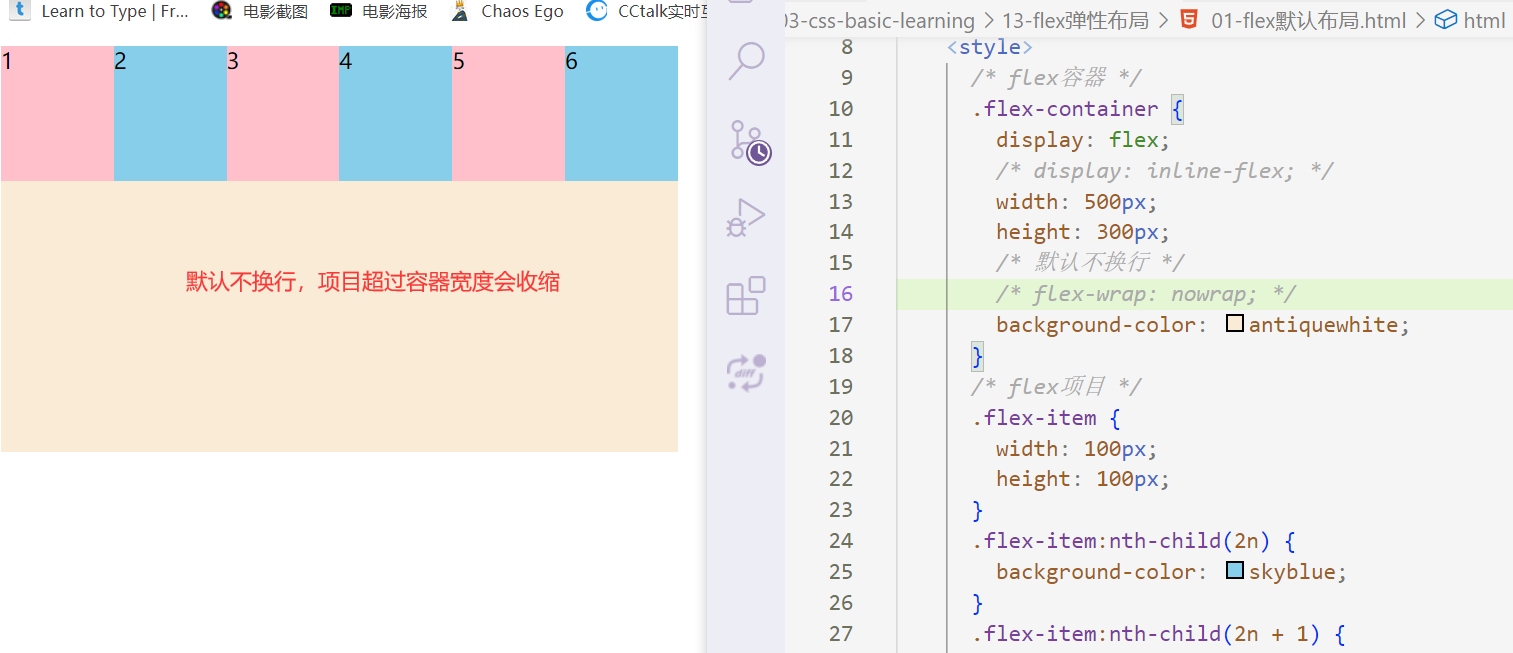 Learn to Type | Fr... 电影截图 IMP 电影海报 Chaos Ego CCtalk实时互
1 2 3 4 5 6
默认不换行，项目超过容器宽度会收缩
03-css-basic-learning > 13-flex弹性布局 > 01-flex默认布局.html > html
8 <style>
9 /* flex容器 */
10 .flex-container {
11 display: flex;
12 /* display: inline-flex; */
13 width: 500px;
14 height: 300px;
15 /* 默认不换行 */
16 /* flex-wrap: nowrap; */
17 background-color: antiquewhite;
18 }
19 /* flex项目 */
20 .flex-item {
21 width: 100px;
22 height: 100px;
23 }
24 .flex-item:nth-child(2n) {
25 background-color: skyblue;
26 }
27 .flex-item:nth-child(2n + 1) {
diff